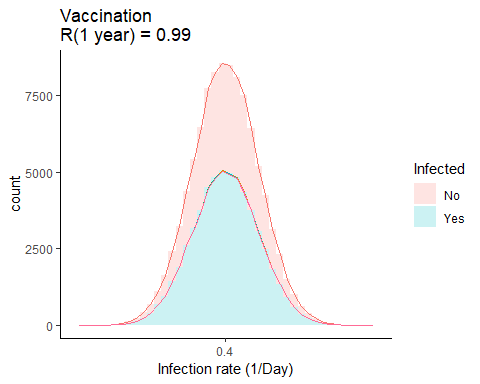 Vaccination
R(1 year) = 0.99
7500
5000
2500
0
count
0.4
Infection rate (1/Day)
Infected
No
Yes